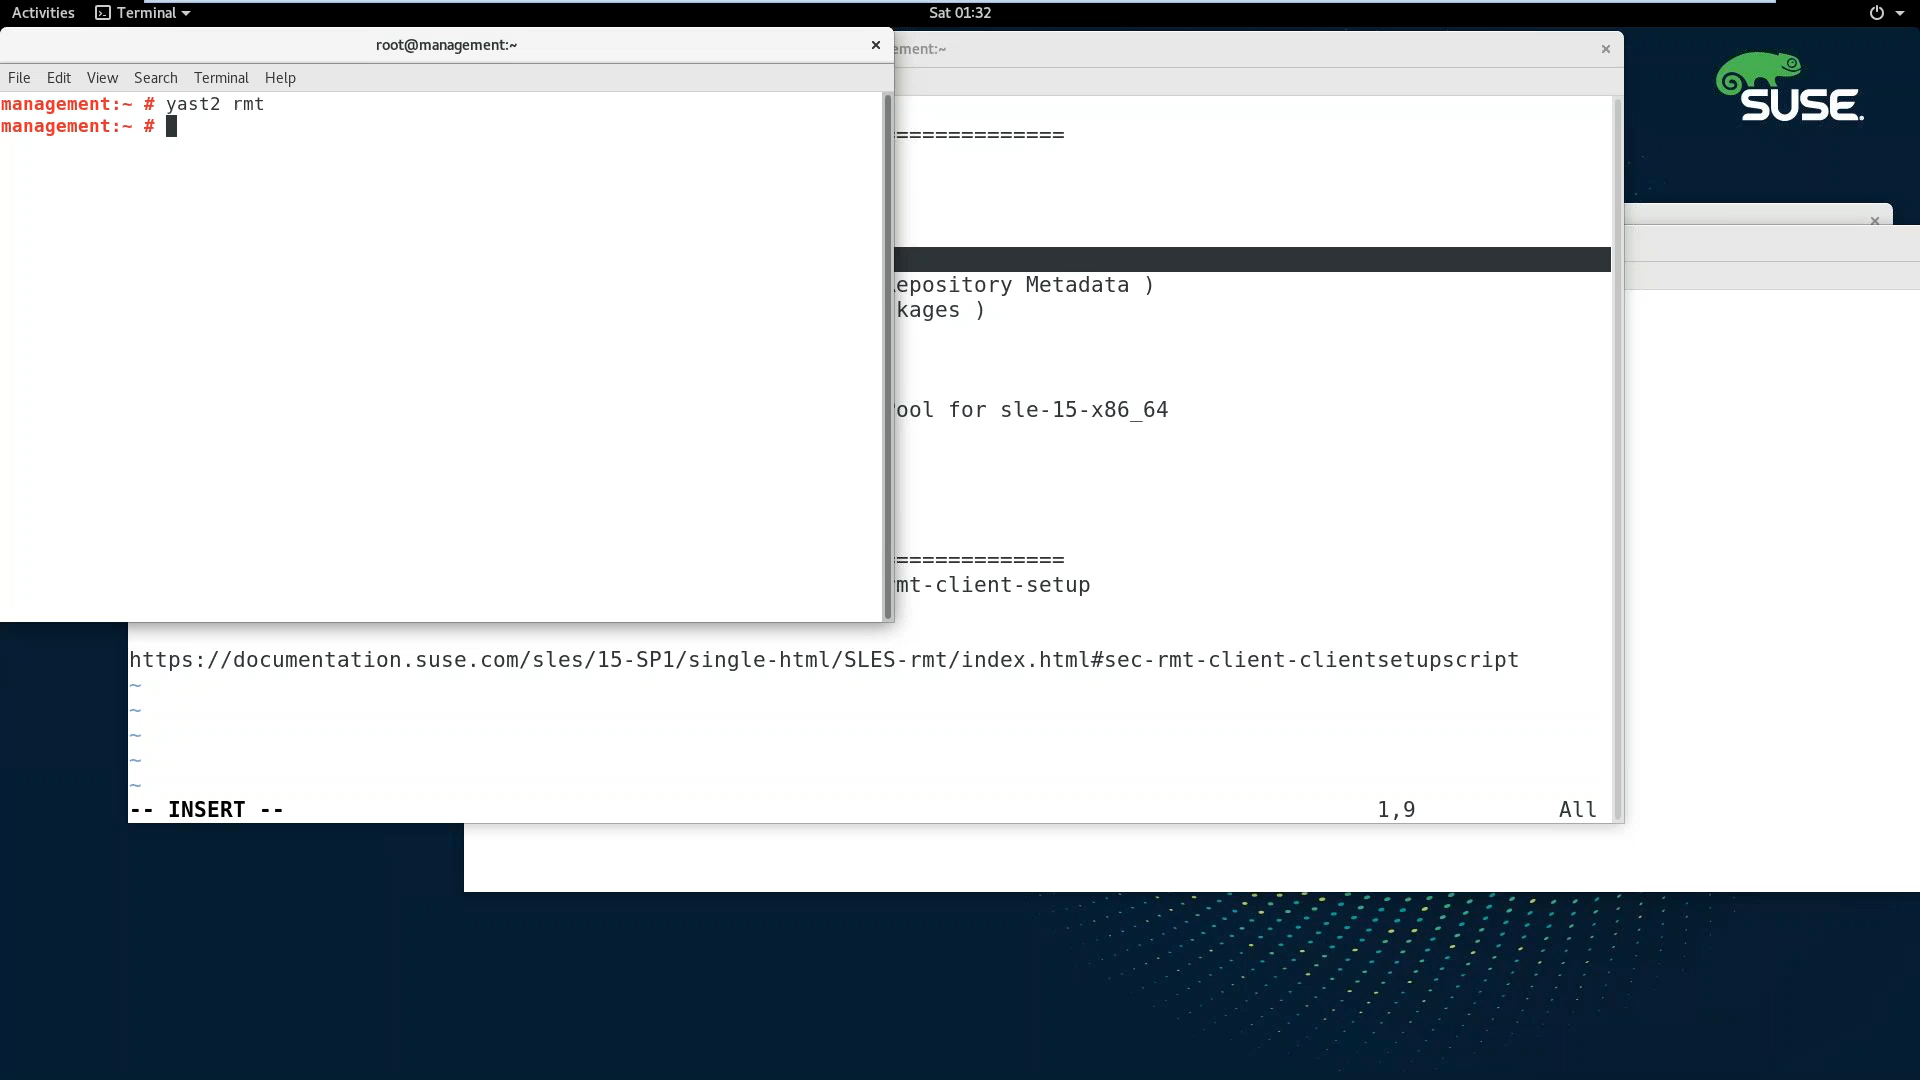 Activities Terminal Sat 01:32
root@management:~
File Edit View Search Terminal Help
management:~ # yast2 rmt
management:~ #
ement:~
SUSE.
=============
epository Metadata )
kages )
ool for sle-15-x86_64
=============
mt-client-setup
https://documentation.suse.com/sles/15-SP1/single-html/SLES-rmt/index.html#sec-rmt-client-clientsetupscript
~
~
~
~
~
-- INSERT -- 1,9 All